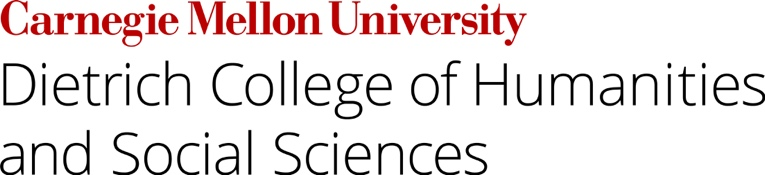 Carnegie Mellon University
Dietrich College of Humanities
and Social Sciences